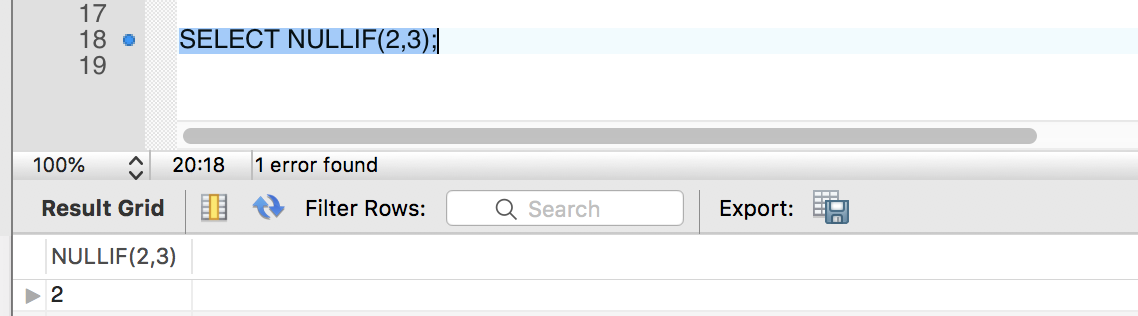 17
18 SELECT NULLIF(2,3);
19
100% 20:18 1 error found
Result Grid Filter Rows: Search Export:
NULLIF(2,3)
2